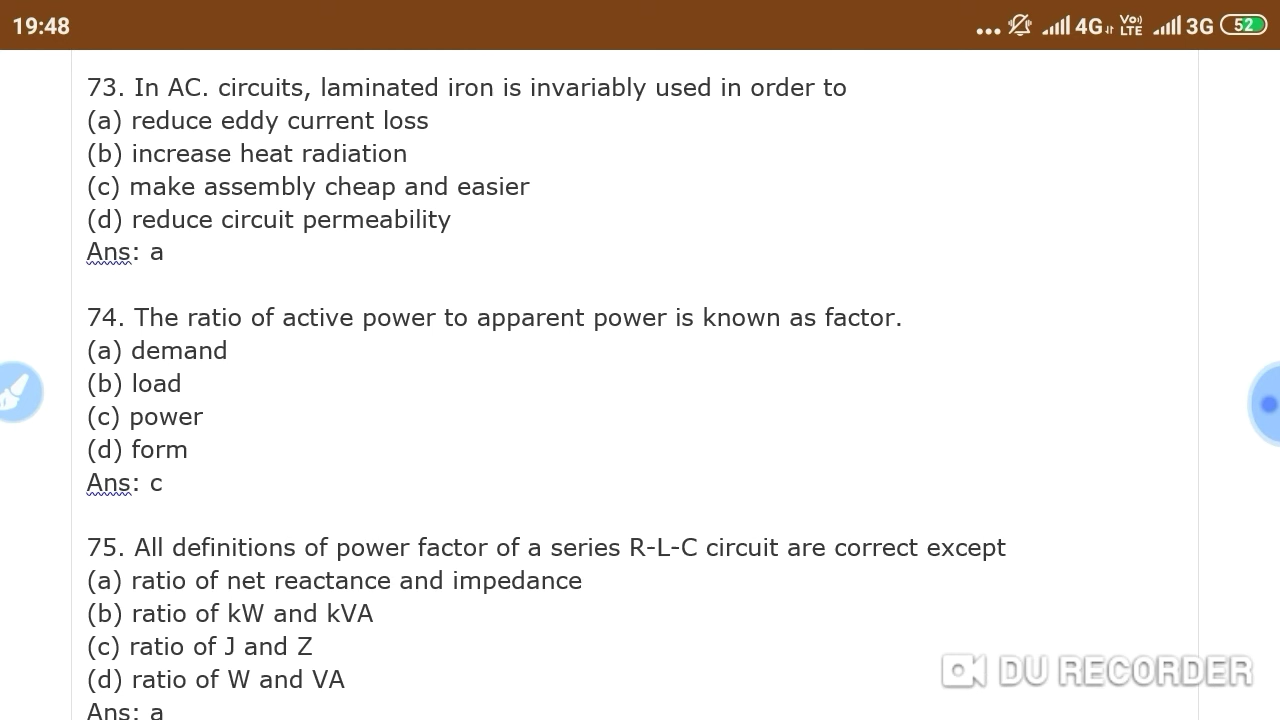 19:48
... 4G Vo)) LTE 3G 52
73. In AC. circuits, laminated iron is invariably used in order to
(a) reduce eddy current loss
(b) increase heat radiation
(c) make assembly cheap and easier
(d) reduce circuit permeability
Ans: a
74. The ratio of active power to apparent power is known as factor.
(a) demand
(b) load
(c) power
(d) form
Ans: c
75. All definitions of power factor of a series R-L-C circuit are correct except
(a) ratio of net reactance and impedance
(b) ratio of kW and kVA
(c) ratio of J and Z
(d) ratio of W and VA
Ans: a
DU RECORDER